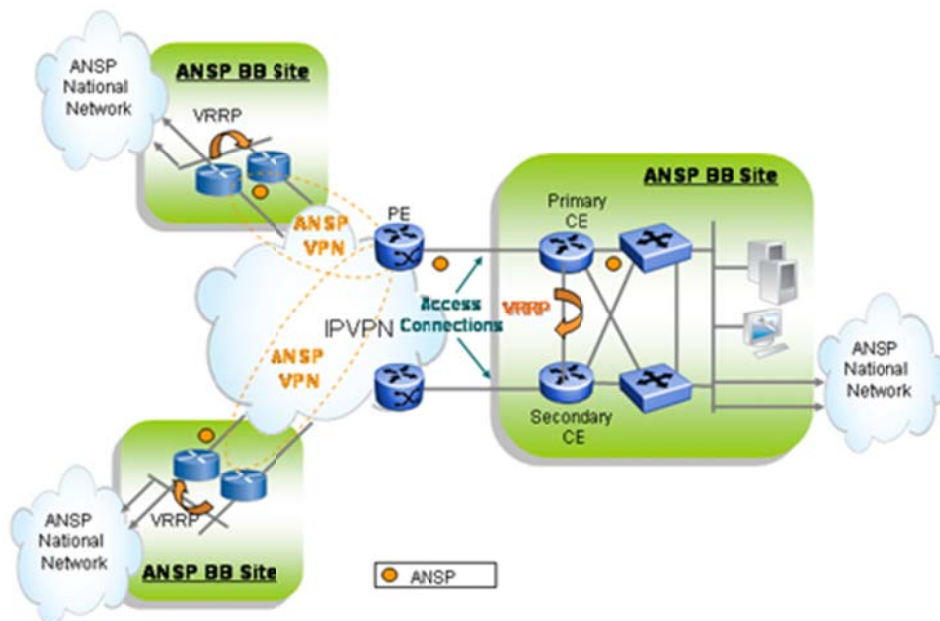 ANSP
National
Network
ANSP BB Site
VRRP
ANSP
VPN
PE
ANSP BB Site
Primary
CE
Access
Connections
VRRP
IPVPN
ANSP
VPN
Secondary
CE
ANSP
National
Network
ANSP
National
Network
VRRP
ANSP BB Site
ANSP